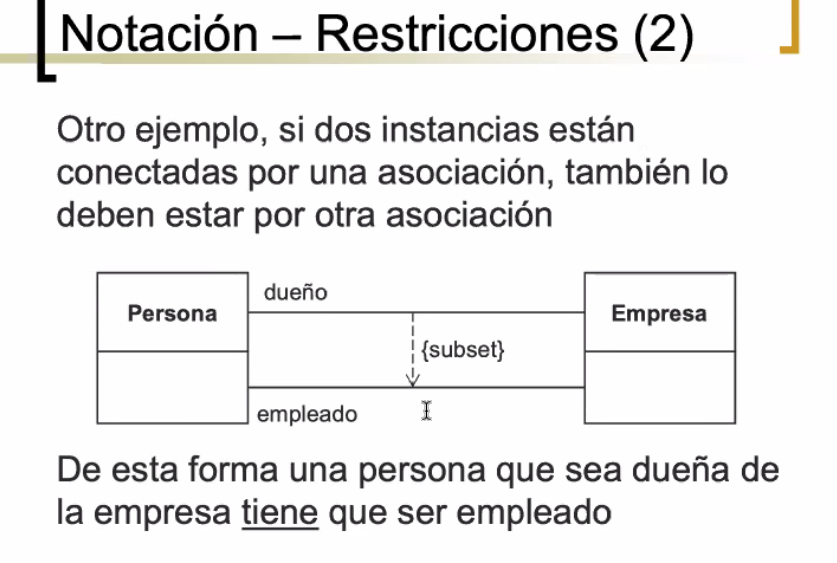 Notación – Restricciones (2)
Otro ejemplo, si dos instancias están
conectadas por una asociación, también lo
deben estar por otra asociación
dueño
Persona
Empresa
{subset}
empleado
De esta forma una persona que sea dueña de
la empresa tiene que ser empleado